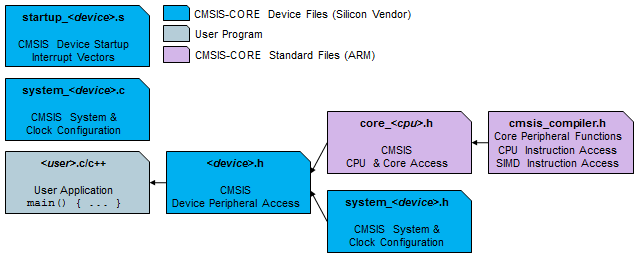 startup_<device>.s
CMSIS Device Startup
Interrupt Vectors
CMSIS-CORE Device Files (Silicon Vendor)
User Program
CMSIS-CORE Standard Files (ARM)
system_<device>.c
CMSIS System &
Clock Configuration
<user>.c/c++
User Application
main() { ... }
<device>.h
CMSIS
Device Peripheral Access
core_<cpu>.h
CMSIS
CPU & Core Access
cmsis_compiler.h
Core Peripheral Functions
CPU Instruction Access
SIMD Instruction Access
system_<device>.h
CMSIS System &
Clock Configuration